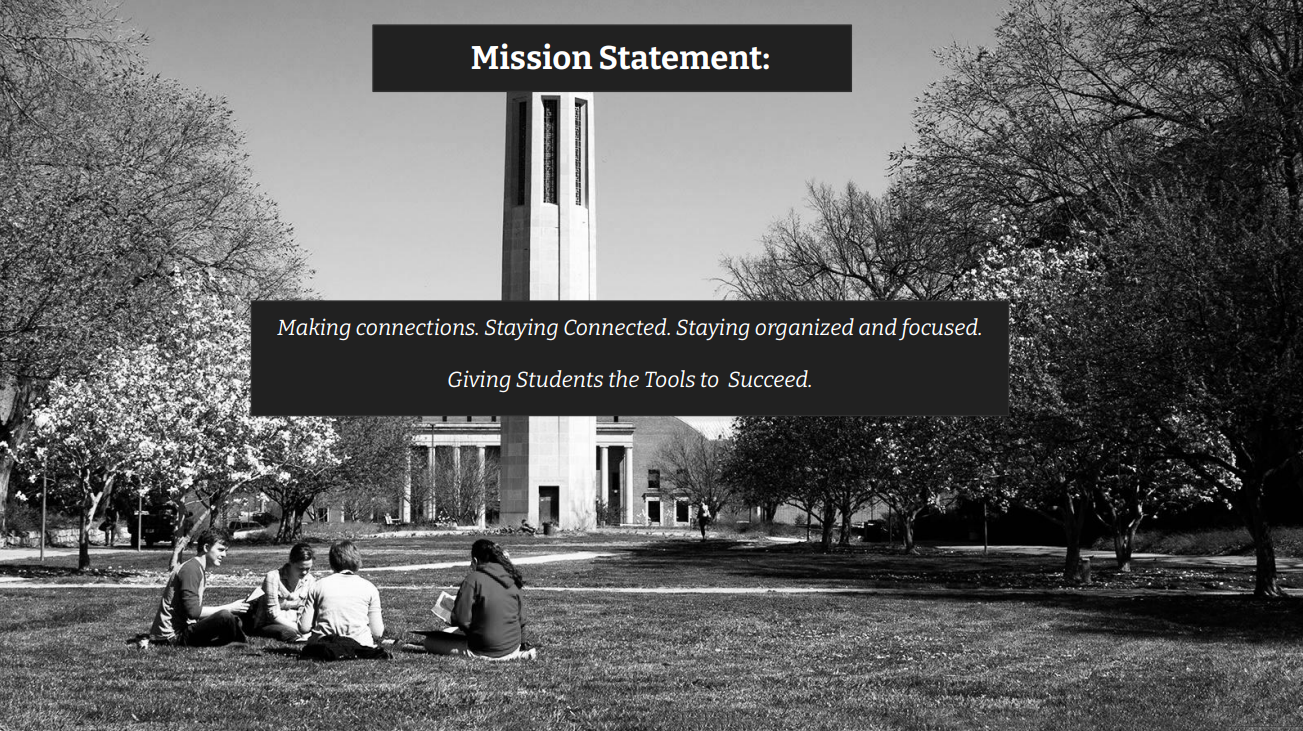 Mission Statement:
Making connections. Staying Connected. Staying organized and focused.
Giving Students the Tools to  Succeed.